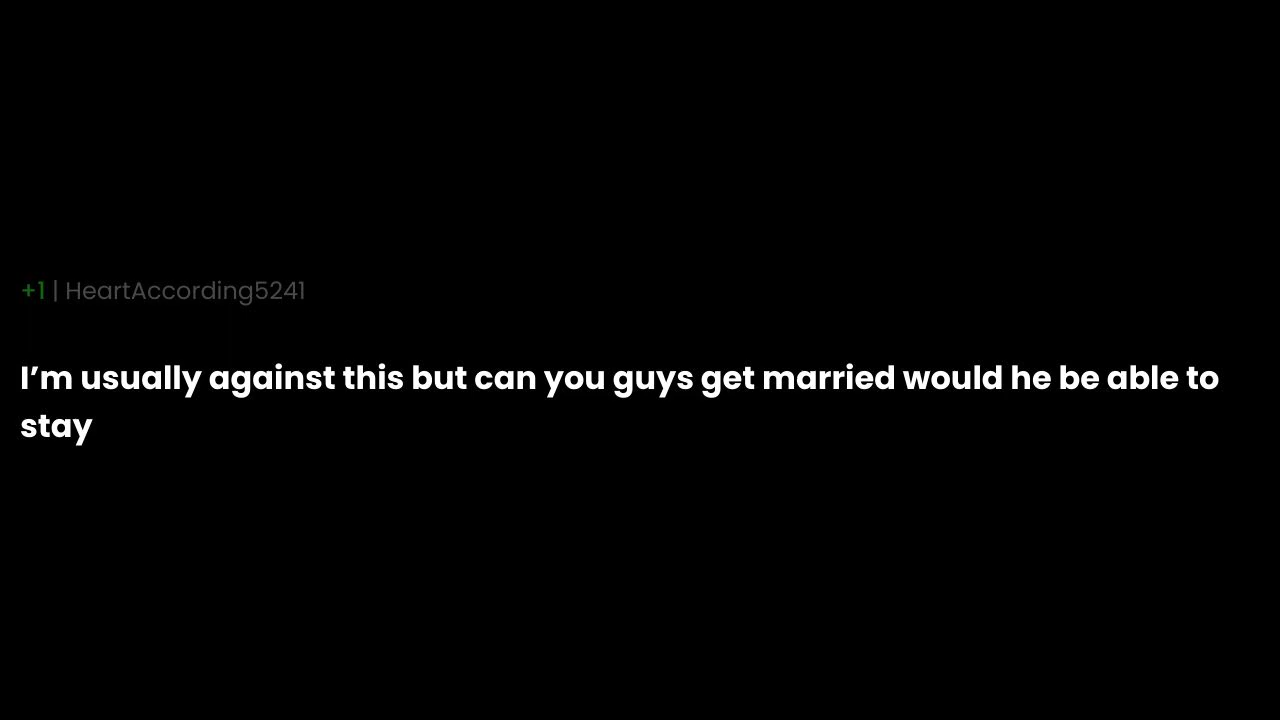 +1 | HeartAccording5241
I’m usually against this but can you guys get married would he be able to
stay